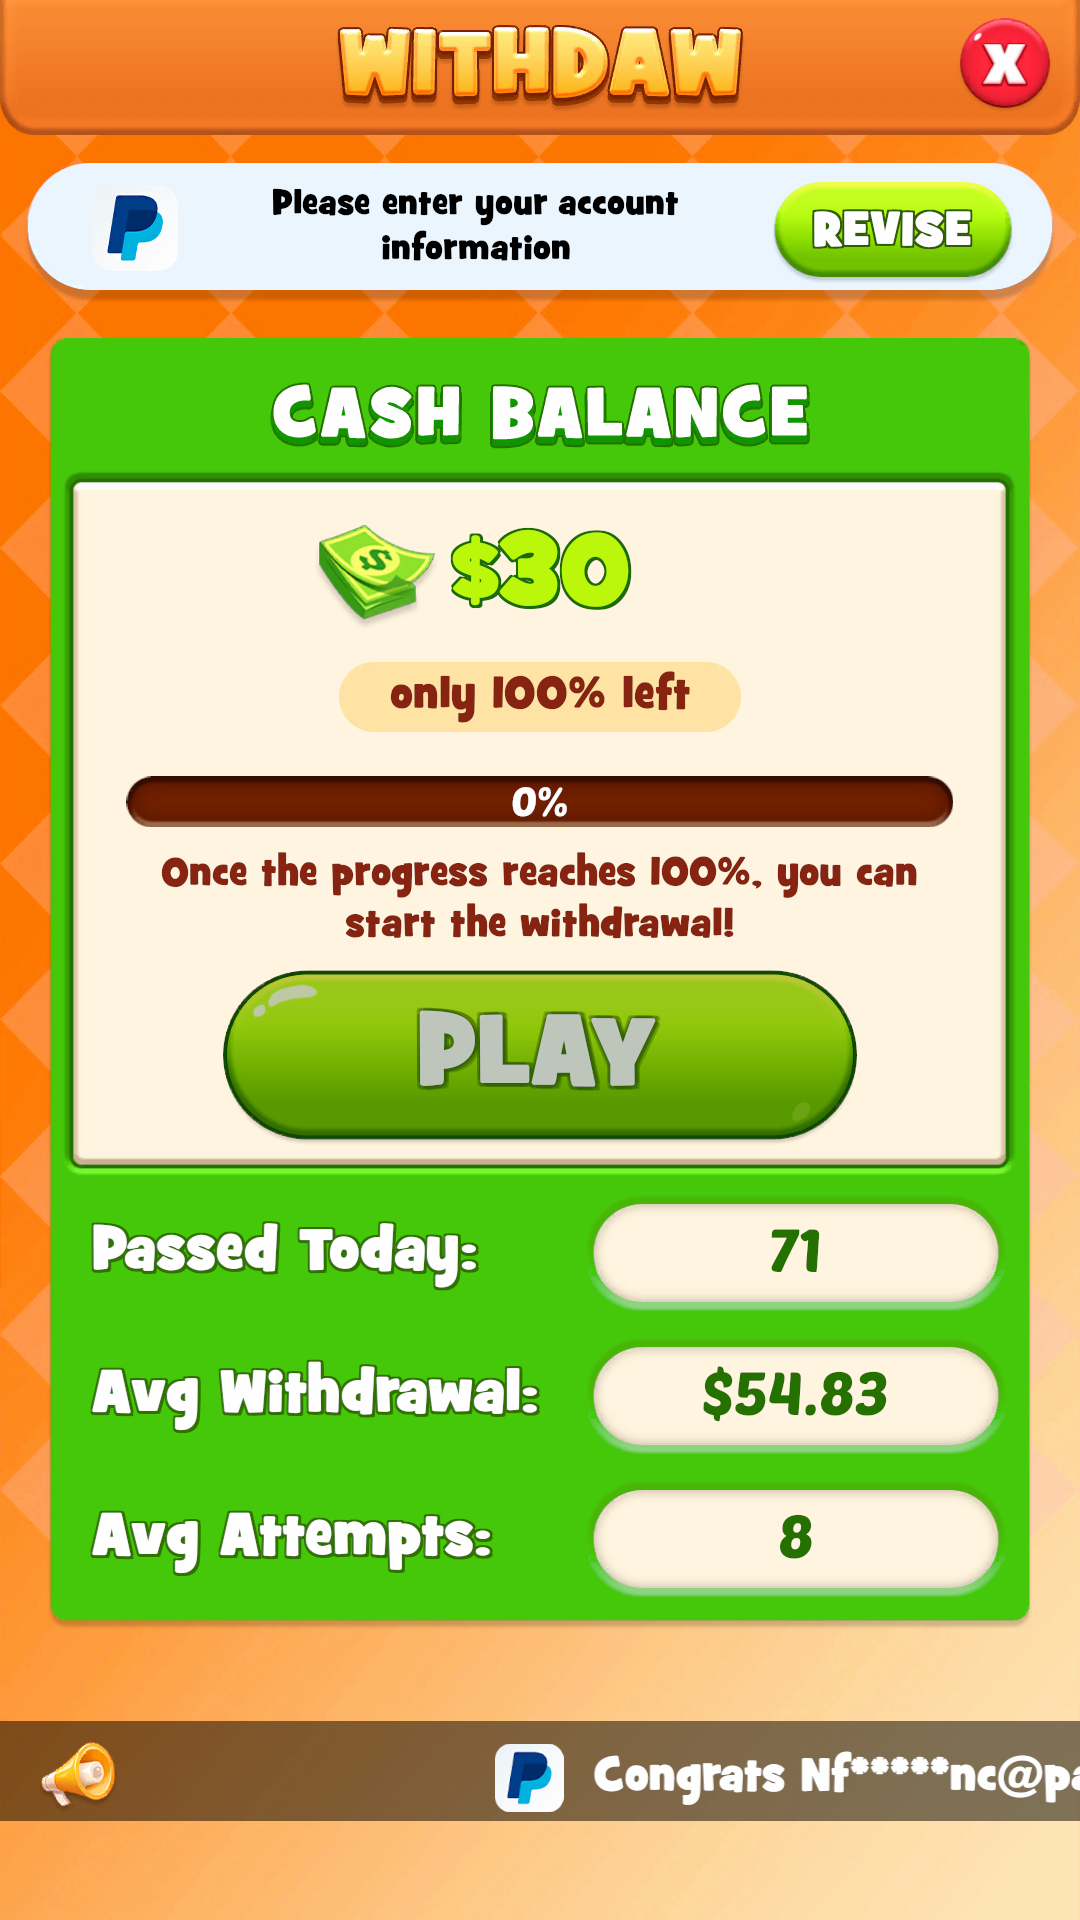 WITHDAW
X
Please enter your account
information
REVISE
CASH BALANCE
$30
only 100% left
0%
Once the progress reaches 100%, you can
start the withdrawal!
PLAY
Passed Today:
71
Avg Withdrawal:
$54.83
Avg Attempts:
8
Congrats Nf*****nc@pa